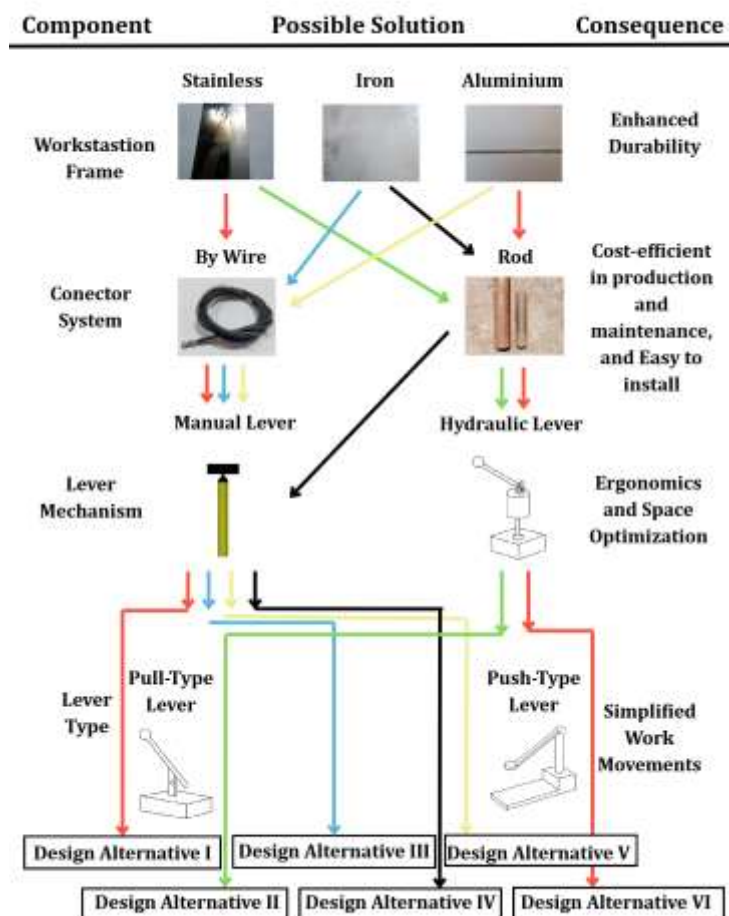 Component Possible Solution Consequence
Stainless Iron Aluminium
Workstastion
Frame
Enhanced
Durability
By Wire Rod
Conector
System
Cost-efficient
in production
and
maintenance,
and Easy to
install
Manual Lever Hydraulic Lever
Lever
Mechanism
Ergonomics
and Space
Optimization
Lever
Type
Pull-Type
Lever
Push-Type
Lever
Simplified
Work
Movements
Design Alternative I Design Alternative III Design Alternative V
Design Alternative II Design Alternative IV Design Alternative VI